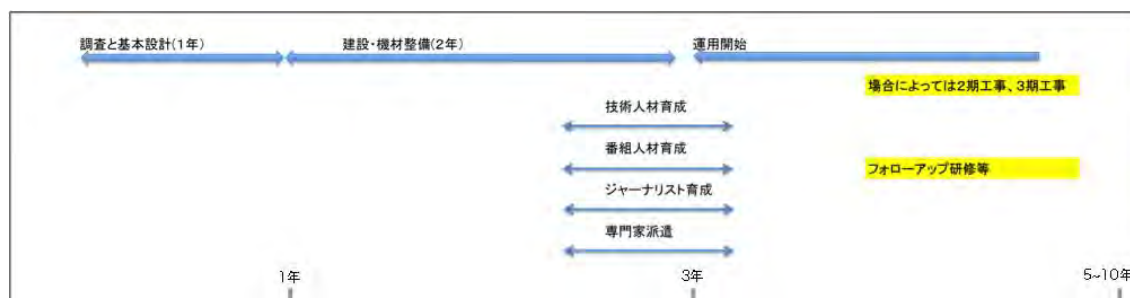 調査と基本設計(1年)
建設・機材整備(2年)
運用開始
場合によっては2期工事、3期工事
技術人材育成
番組人材育成
フォローアップ研修等
ジャーナリスト育成
専門家派遣
1年
3年
5~10年